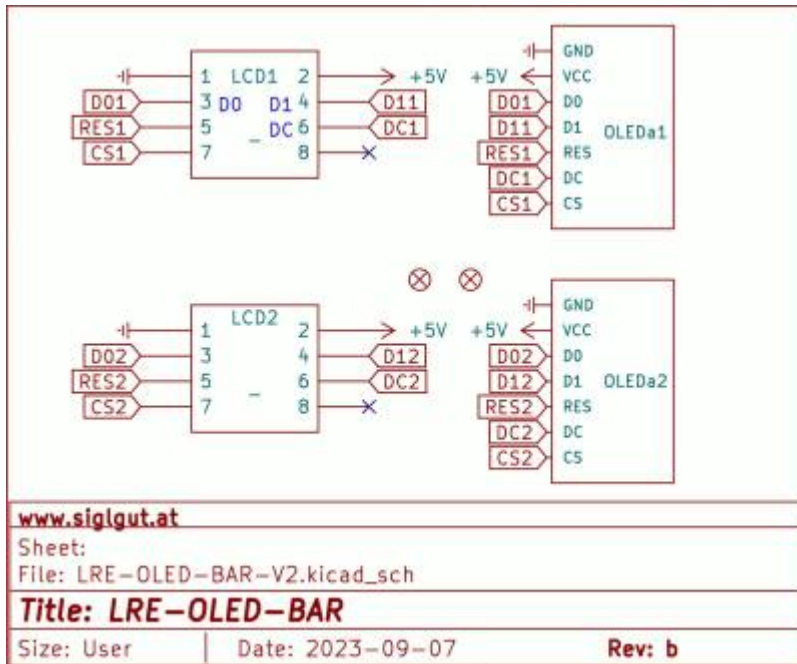 GND
1 LCD1 2 +5V +5V VCC
D01 3 D0 D1 4 D11 D01 D0
RES1 5 DC 6 DC1 D11 D1 OLEDa1
CS1 7 8 RES1 RES
DC1 DC
CS1 CS
GND
1 LCD2 2 +5V +5V VCC
D02 3 4 D12 D02 D0
RES2 5 6 DC2 D12 D1 OLEDa2
CS2 7 8 RES2 RES
DC2 DC
CS2 CS
www.siglgut.at
Sheet:
File: LRE-OLED-BAR-V2.kicad_sch
Title: LRE-OLED-BAR
Size: User Date: 2023-09-07 Rev: b